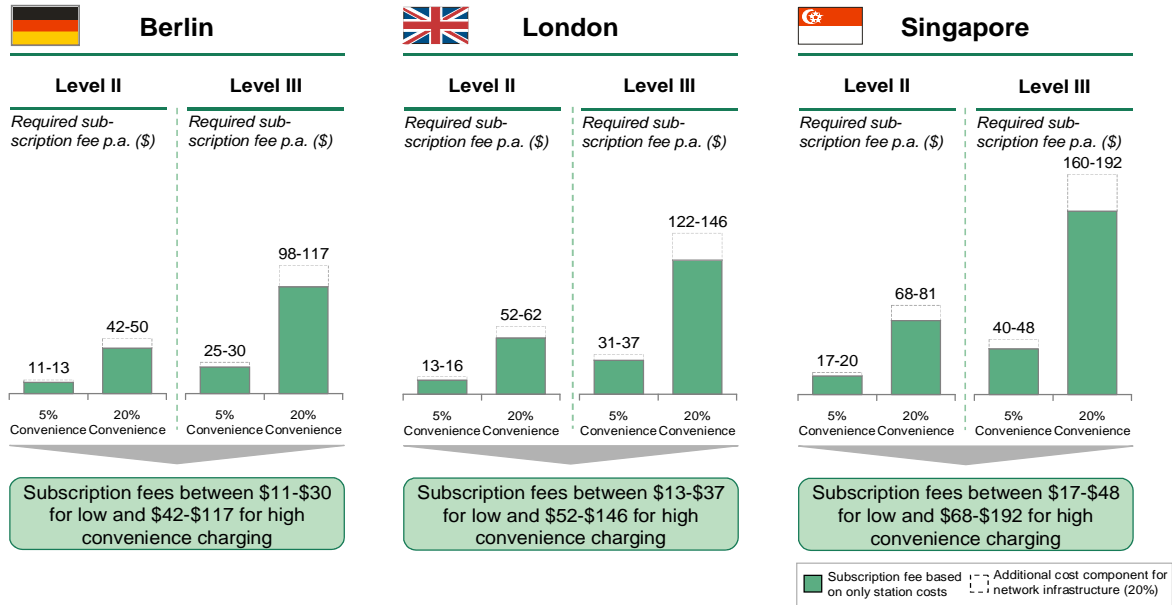 Berlin
Level II
Level III
Required sub-
scription fee p.a. ($)
Required sub-
scription fee p.a. ($)
11-13
42-50
25-30
98-117
5%
Convenience
20%
Convenience
5%
Convenience
20%
Convenience
Subscription fees between $11-$30
for low and $42-$117 for high
convenience charging
London
Level II
Level III
Required sub-
scription fee p.a. ($)
Required sub-
scription fee p.a. ($)
13-16
52-62
31-37
122-146
5%
Convenience
20%
Convenience
5%
Convenience
20%
Convenience
Subscription fees between $13-$37
for low and $52-$146 for high
convenience charging
Singapore
Level II
Level III
Required sub-
scription fee p.a. ($)
Required sub-
scription fee p.a. ($)
17-20
68-81
40-48
160-192
5%
Convenience
20%
Convenience
5%
Convenience
20%
Convenience
Subscription fees between $17-$48
for low and $68-$192 for high
convenience charging
Subscription fee based
on only station costs
Additional cost component for
network infrastructure (20%)